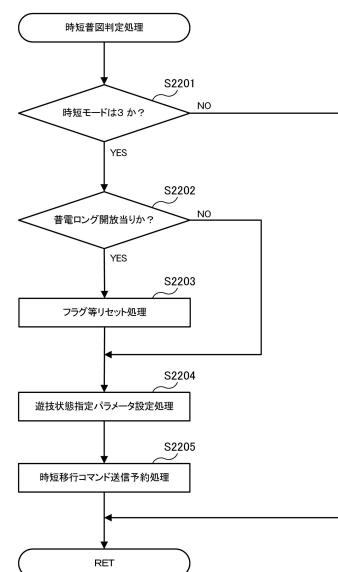 時短普図判定処理
S2201
時短モードは3 か？
NO
YES
S2202
普電ロング開放当りか？
NO
YES
S2203
フラグ等リセット処理
S2204
遊技状態指定パラメータ設定処理
S2205
時短移行コマンド送信予約処理
RET